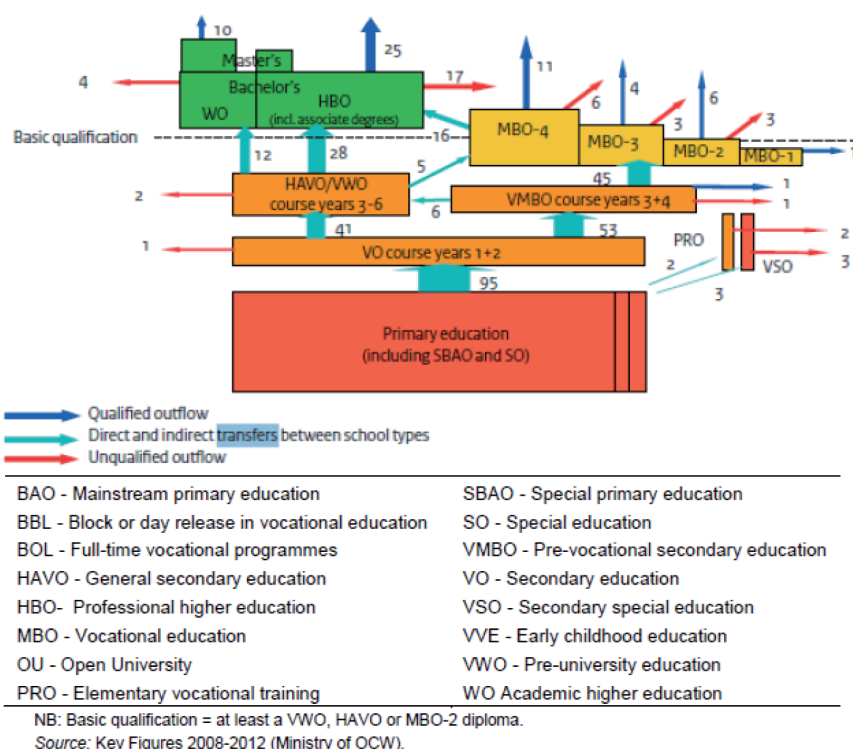 10
25
Master's
4
17
Bachelor's
HBO
WO
(incl. associate degrees)
11
6
4
3
6
3
MBO-4
MBO-3
MBO-2
MBO-1
1
Basic qualification
16
12
28
5
45
HAVO/VWO
course years 3-6
2
6
VMBO course years 3+4
1
1
41
53
1
VO course years 1+2
PRO
VSO
2
3
2
3
95
Primary education
(including SBAO and SO)
Qualified outflow
Direct and indirect transfers between school types
Unqualified outflow
BAO - Mainstream primary education
BBL - Block or day release in vocational education
BOL - Full-time vocational programmes
HAVO - General secondary education
HBO- Professional higher education
MBO - Vocational education
OU - Open University
PRO - Elementary vocational training
SBAO - Special primary education
SO - Special education
VMBO - Pre-vocational secondary education
VO - Secondary education
VSO - Secondary special education
VVE - Early childhood education
VWO - Pre-university education
WO Academic higher education
NB: Basic qualification = at least a VWO, HAVO or MBO-2 diploma.
Source: Key Figures 2008-2012 (Ministry of OCW).